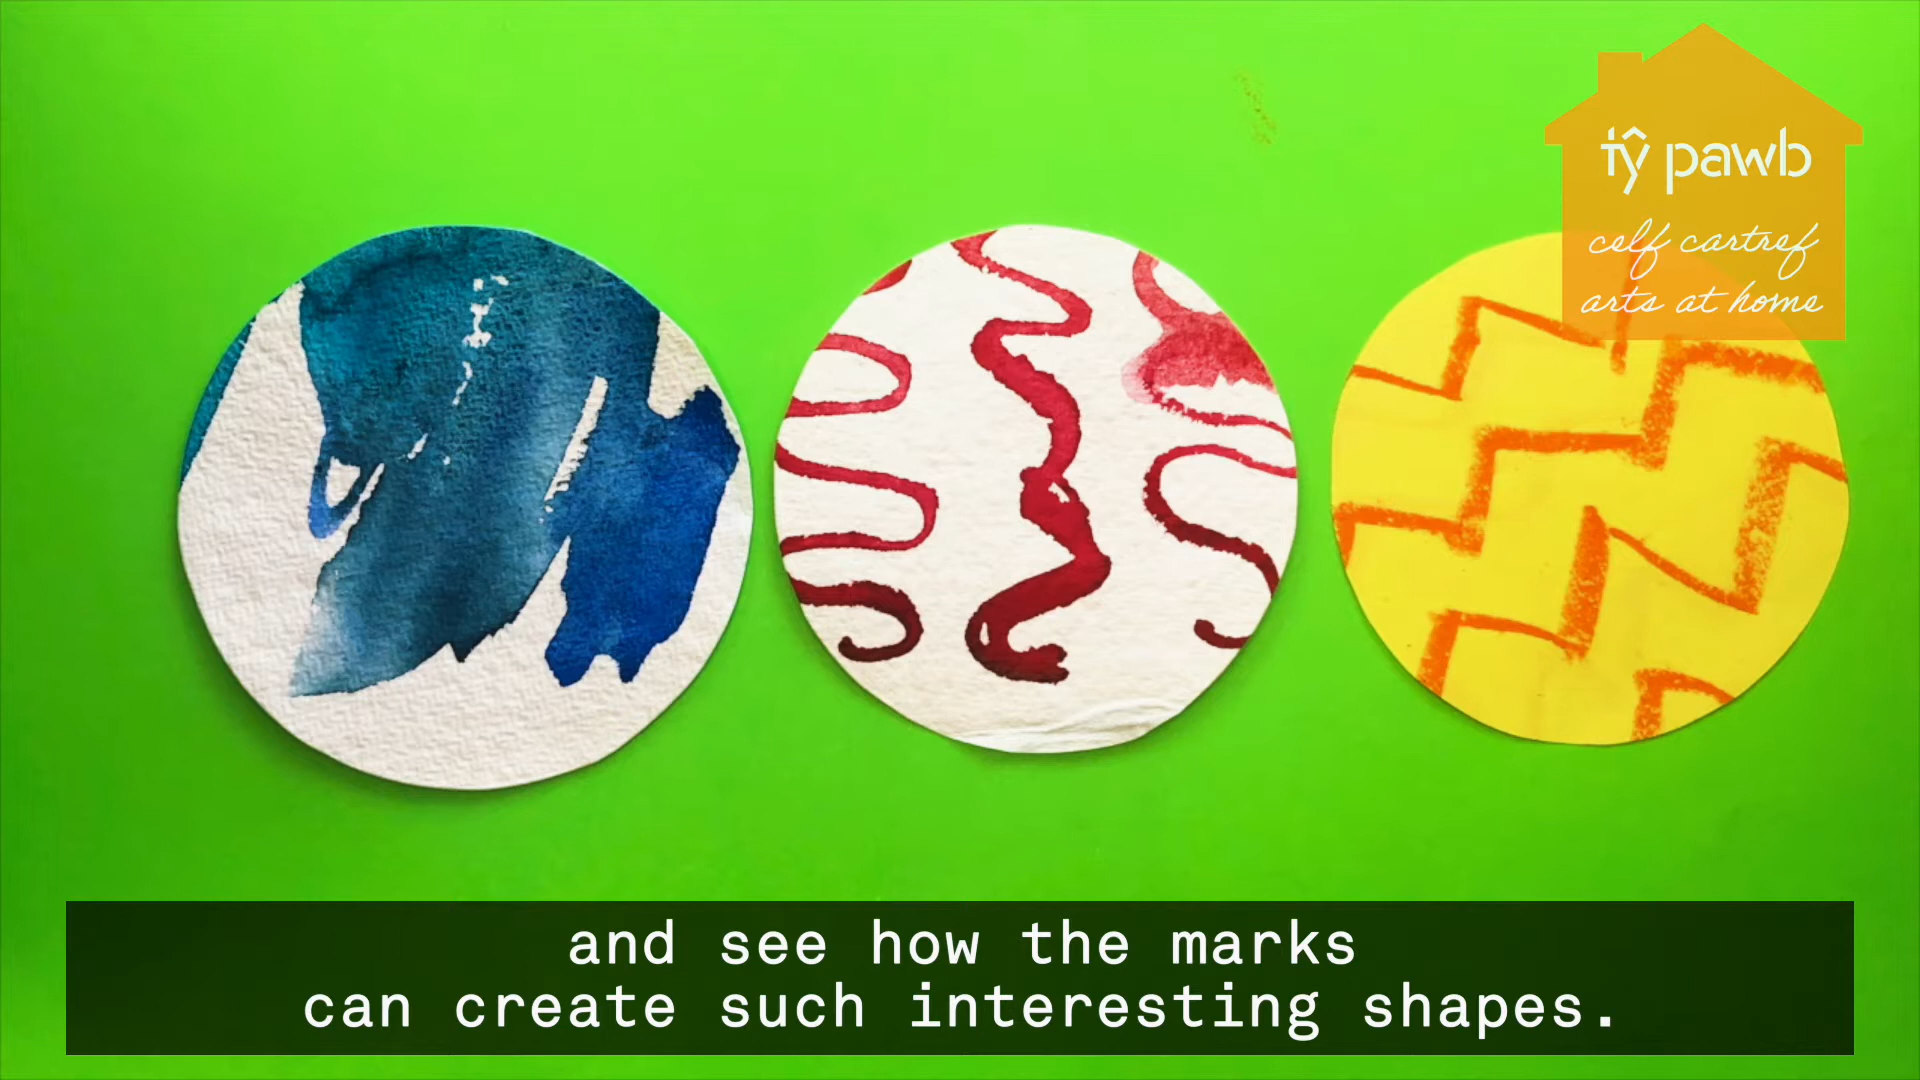 tŷ pawb
celf cartref
arts at home
and see how the marks
can create such interesting shapes.